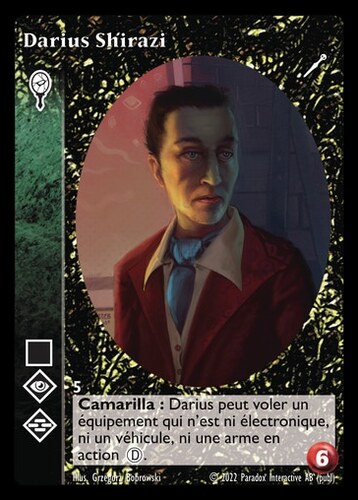 Darius Shirazi
5
Camarilla : Darius peut voler un
équipement qui n'est ni électronique,
ni un véhicule, ni une arme en
action Ⓓ.
6
Illus. Grzegorz Bobrowski © 2022 Paradox Interactive AB (publ)